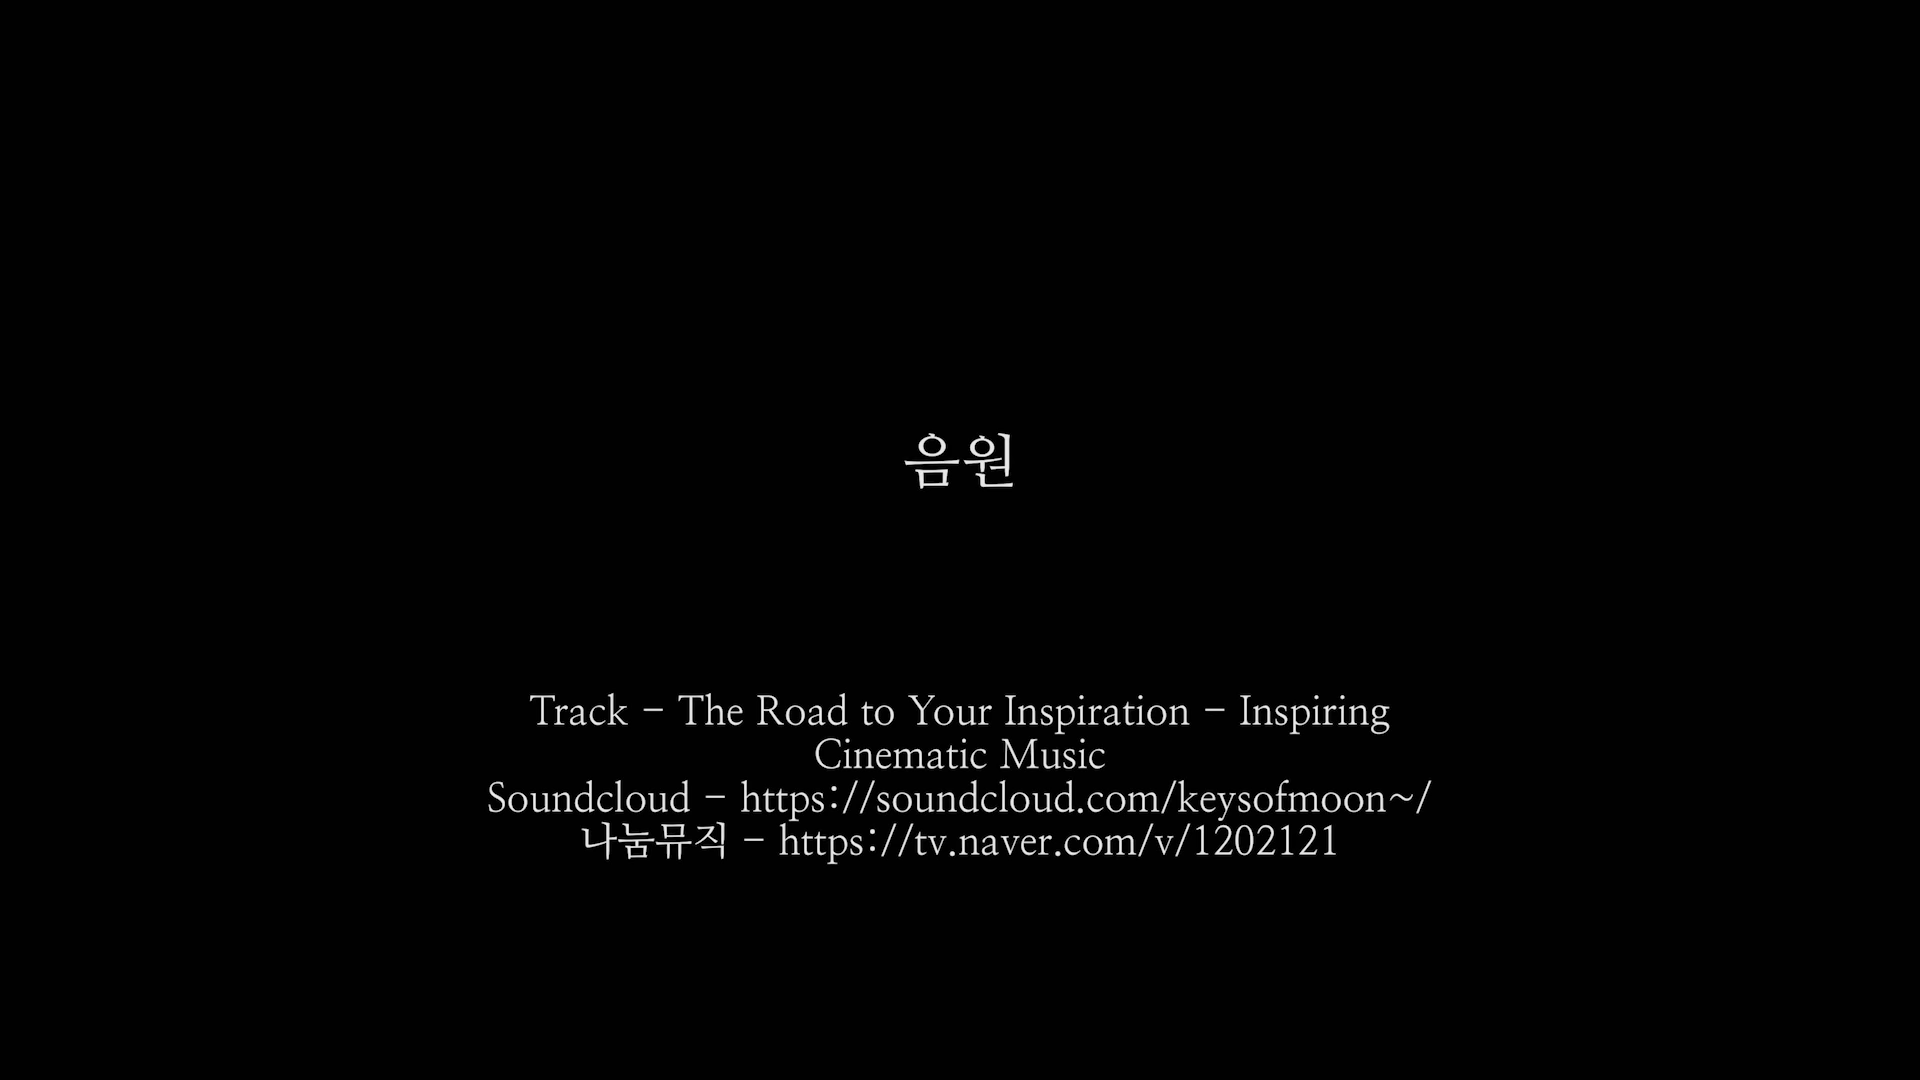 음원
Track - The Road to Your Inspiration - Inspiring
Cinematic Music
Soundcloud - https://soundcloud.com/keysofmoon~/
나눔뮤직 - https://tv.naver.com/v/1202121